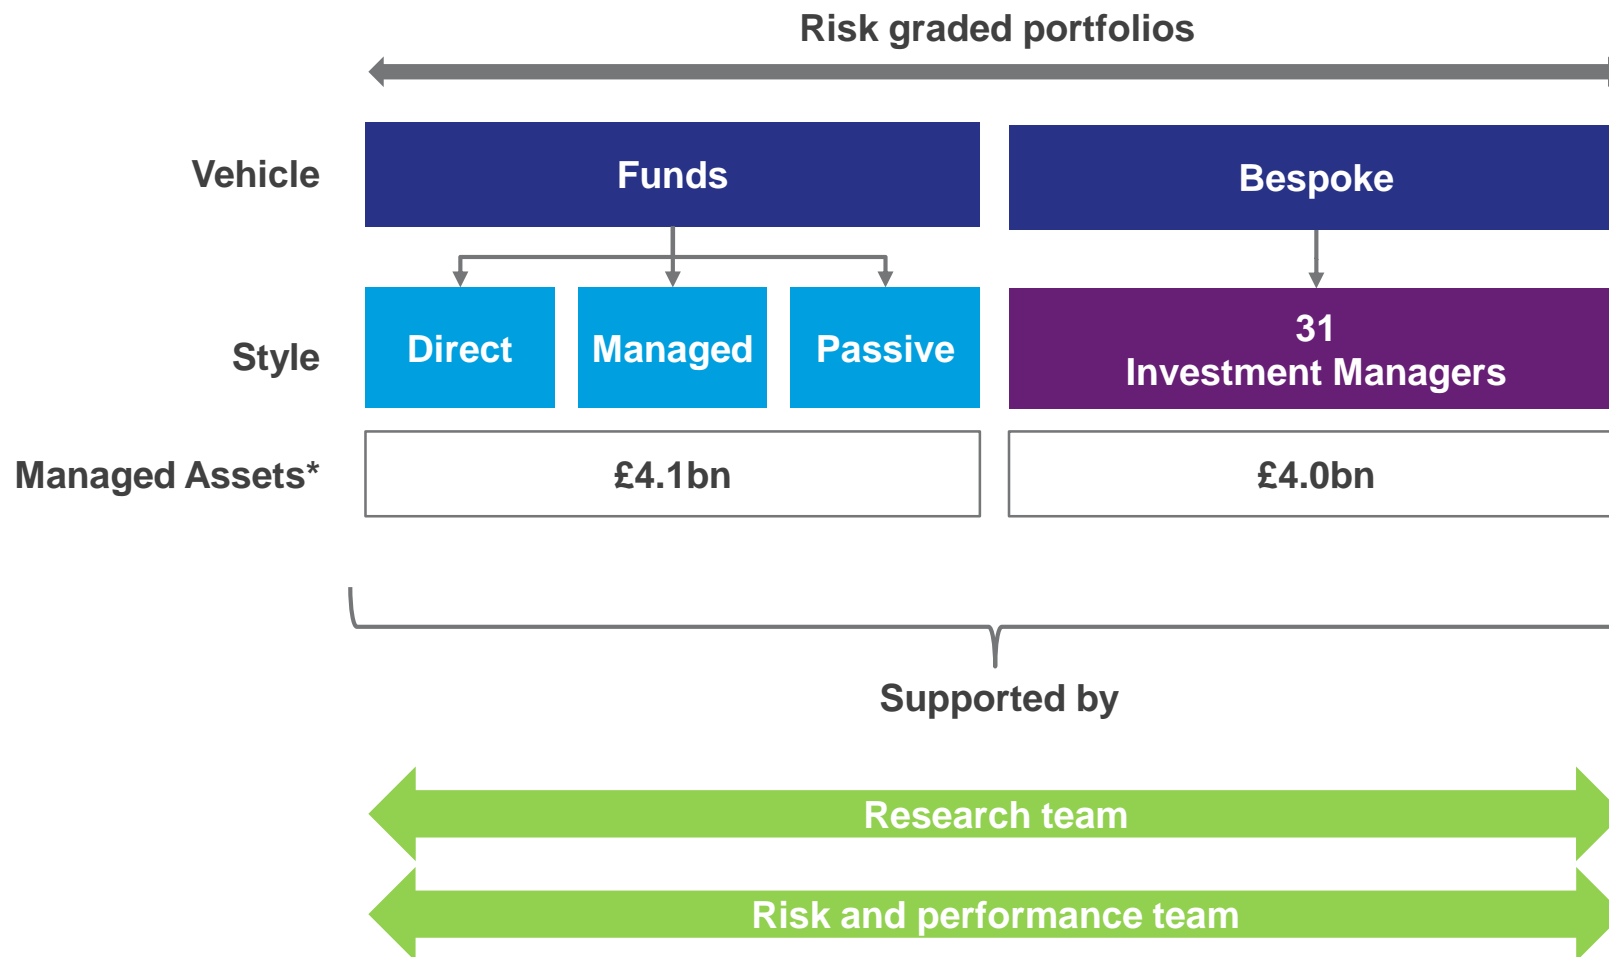 Risk graded portfolios
Vehicle
Funds
Bespoke
Style
Direct
Managed
Passive
31
Investment Managers
Managed Assets*
£4.1bn
£4.0bn
Supported by
Research team
Risk and performance team